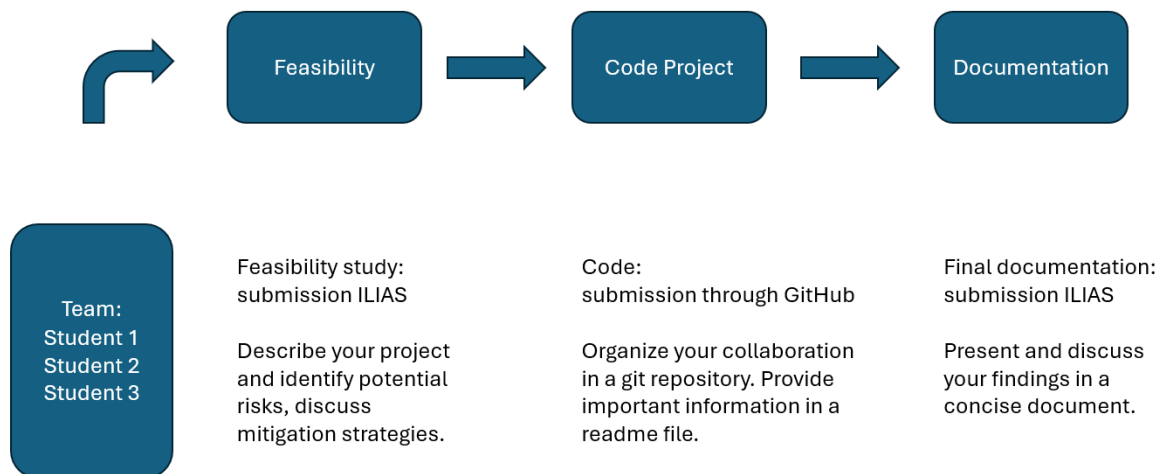 Feasibility
Code Project
Documentation
Team:
Student 1
Student 2
Student 3
Feasibility study:
submission ILIAS
Describe your project
and identify potential
risks, discuss
mitigation strategies.
Code:
submission through GitHub
Organize your collaboration
in a git repository. Provide
important information in a
readme file.
Final documentation:
submission ILIAS
Present and discuss
your findings in a
concise document.